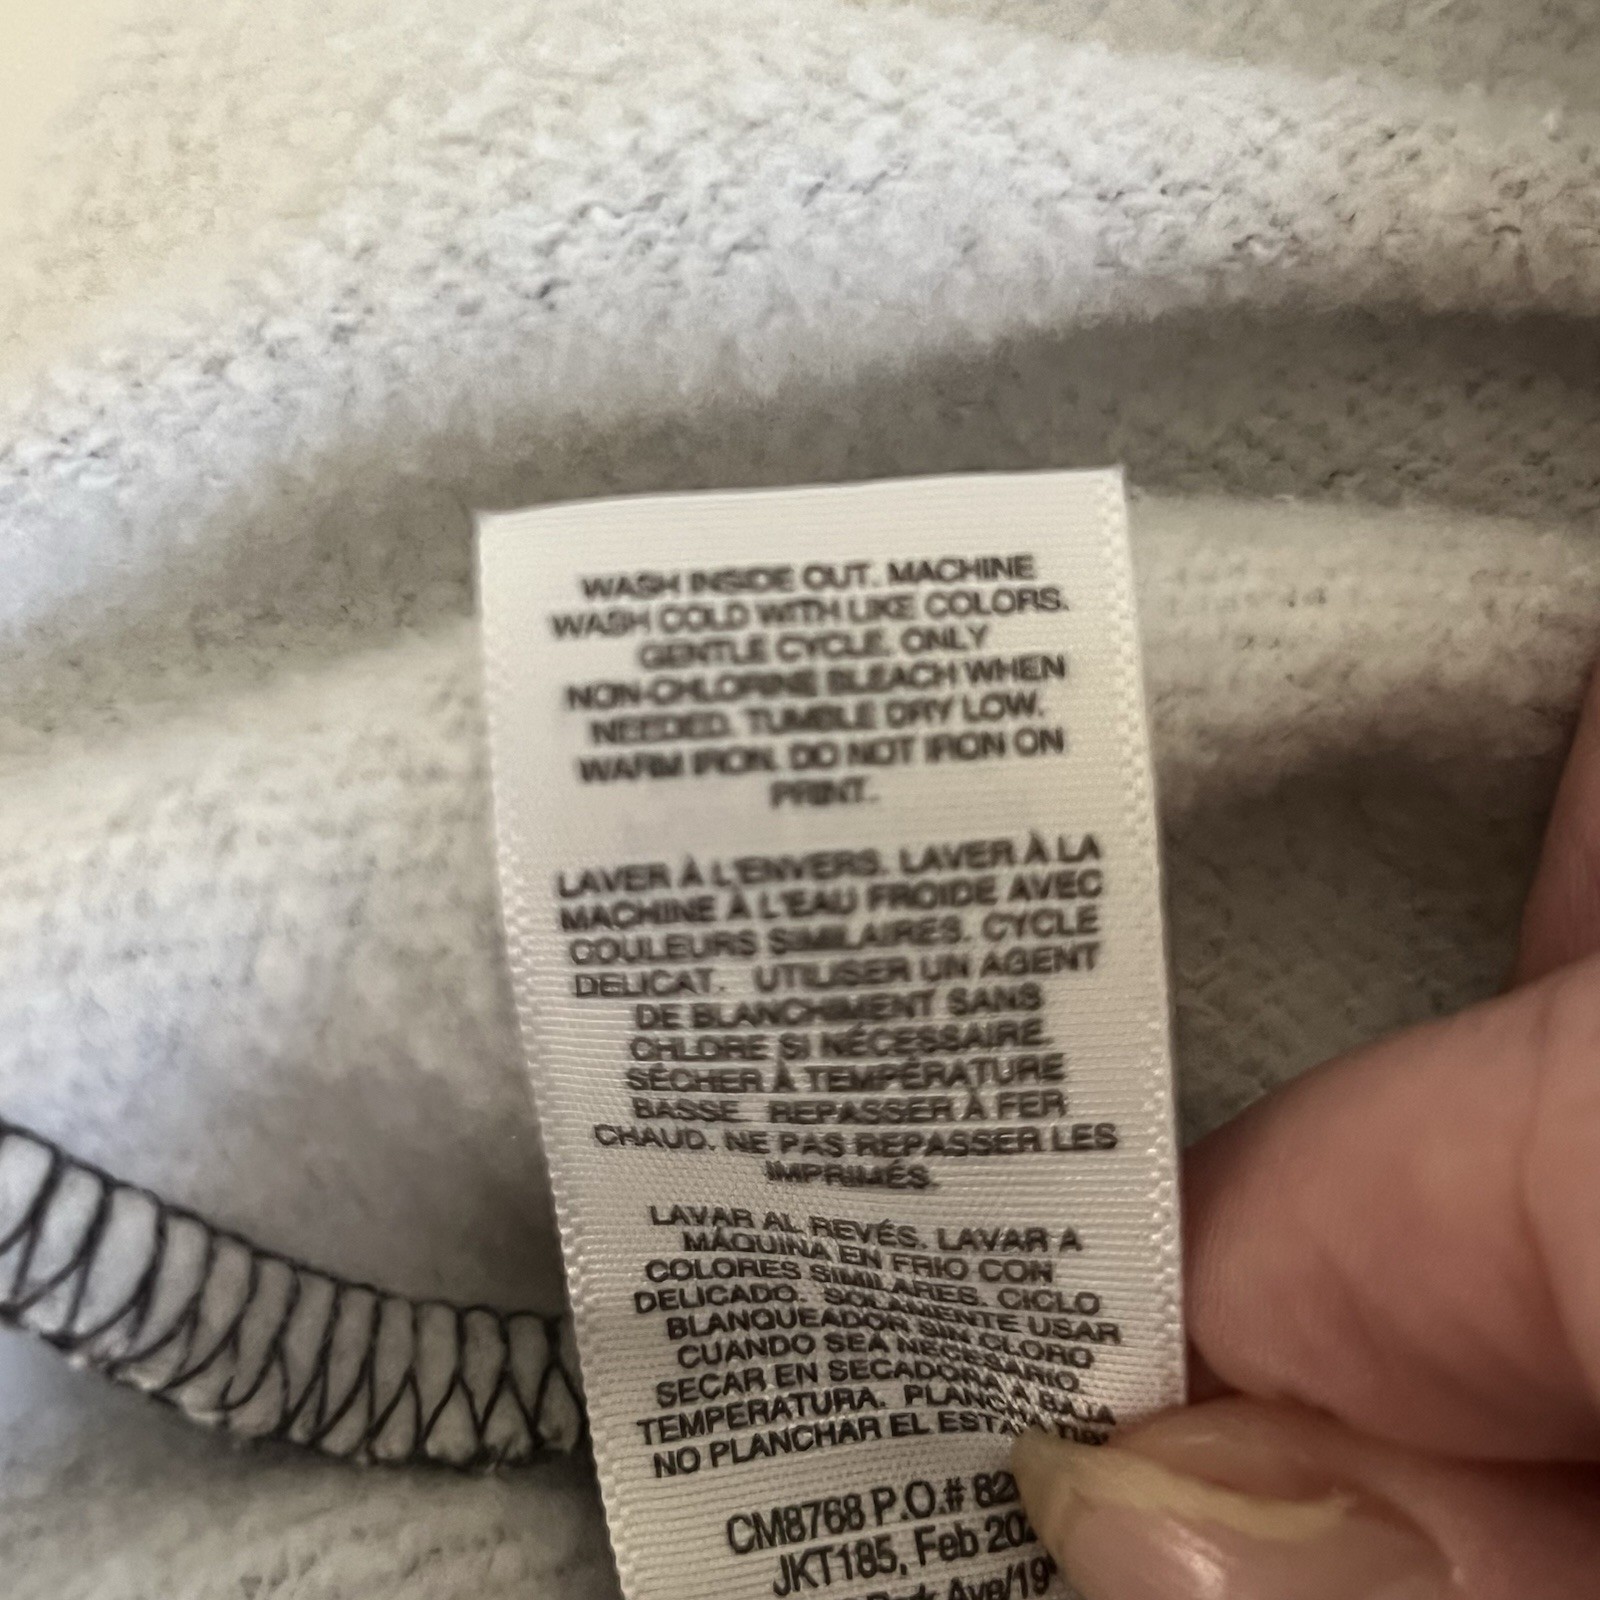 WASH INSIDE OUT. MACHINE
WASH COLD WITH LIKE COLORS.
GENTLE CYCLE. ONLY
NON-CHLORINE BLEACH WHEN
NEEDED. TUMBLE DRY LOW.
WARM IRON. DO NOT IRON ON
PRINT.
LAVER À L'ENVERS. LAVER À LA
MACHINE À L'EAU FROIDE AVEC
COULEURS SIMILAIRES. CYCLE
DELICAT. UTILISER UN AGENT
DE BLANCHIMENT SANS
CHLORE SI NÉCESSAIRE.
SÉCHER À TEMPÉRATURE
BASSE REPASSER À FER
CHAUD. NE PAS REPASSER LES
IMPRIMÉS.
LAVAR AL REVÉS. LAVAR A
MÁQUINA EN FRIO CON
COLORES SIMILARES. CICLO
DELICADO. SOLAMENTE USAR
BLANQUEADOR SIN CLORO
CUANDO SEA NECESARIO.
SECAR EN SECADORA A BAJA
TEMPERATURA. PLANCHA
NO PLANCHAR EL
CM8768 P.O.# 82
JKT185, Feb 202
Ave/19